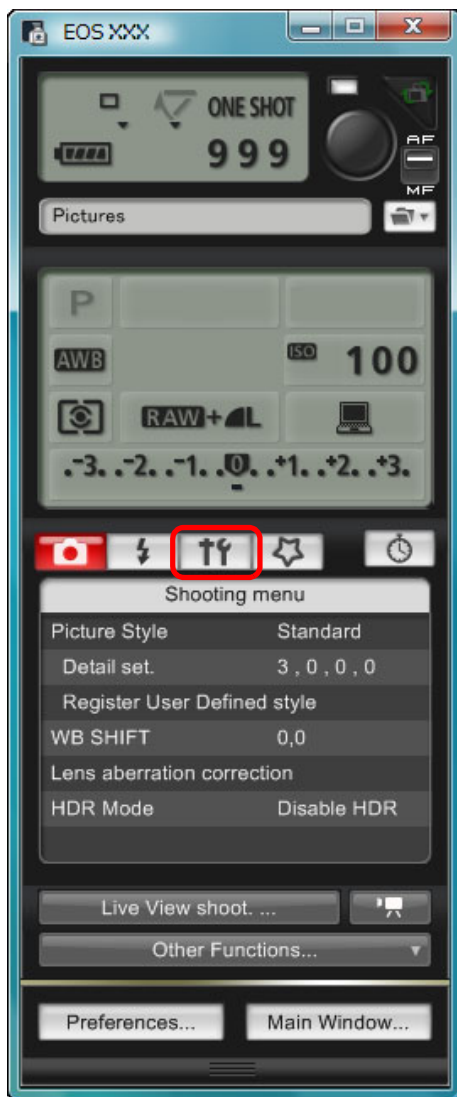 EOS XXX
ONE SHOT
999
AF
MF
Pictures
P
AWB
ISO 100
RAW+L
.-3. .-2. .-1. .0. .+1. .+2. .+3.
Shooting menu
Picture Style Standard
Detail set. 3 , 0 , 0 , 0
Register User Defined style
WB SHIFT 0,0
Lens aberration correction
HDR Mode Disable HDR
Live View shoot. ...
Other Functions...
Preferences... Main Window...